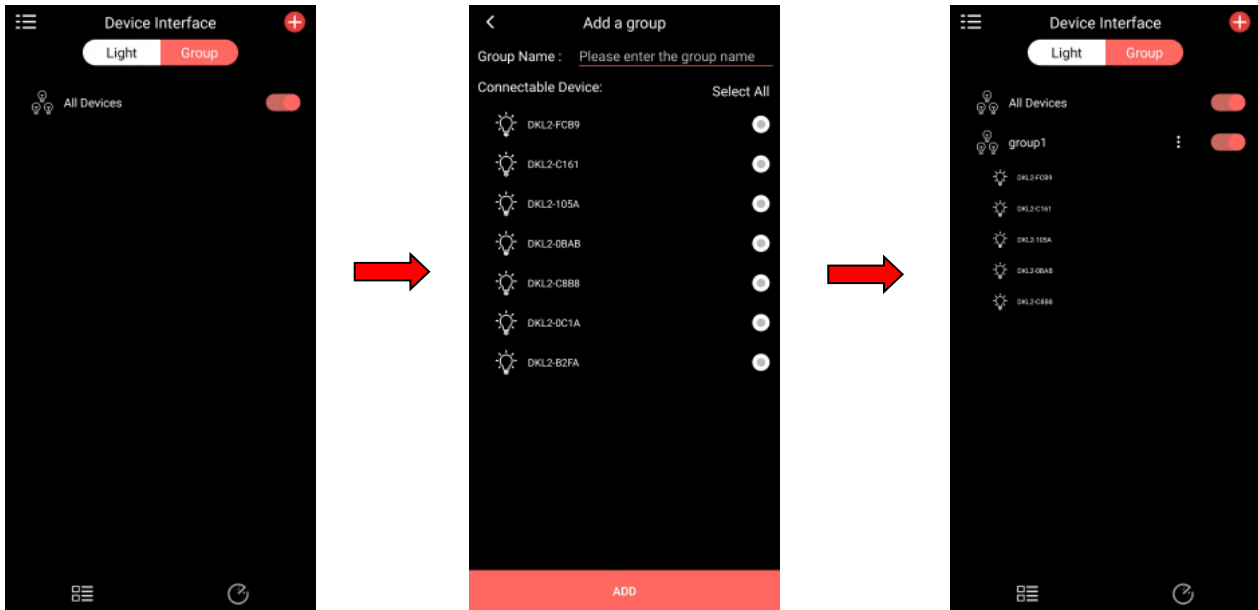 Device Interface
Light Group
All Devices
Add a group
Group Name : Please enter the group name
Connectable Device: Select All
DKL2-FCB9
DKL2-C161
DKL2-105A
DKL2-0BAB
DKL2-C8B8
DKL2-0C1A
DKL2-B2FA
ADD
Device Interface
Light Group
All Devices
group1
DKL2-FCB9
DKL2-C161
DKL2-105A
DKL2-0BAB
DKL2-C8B8